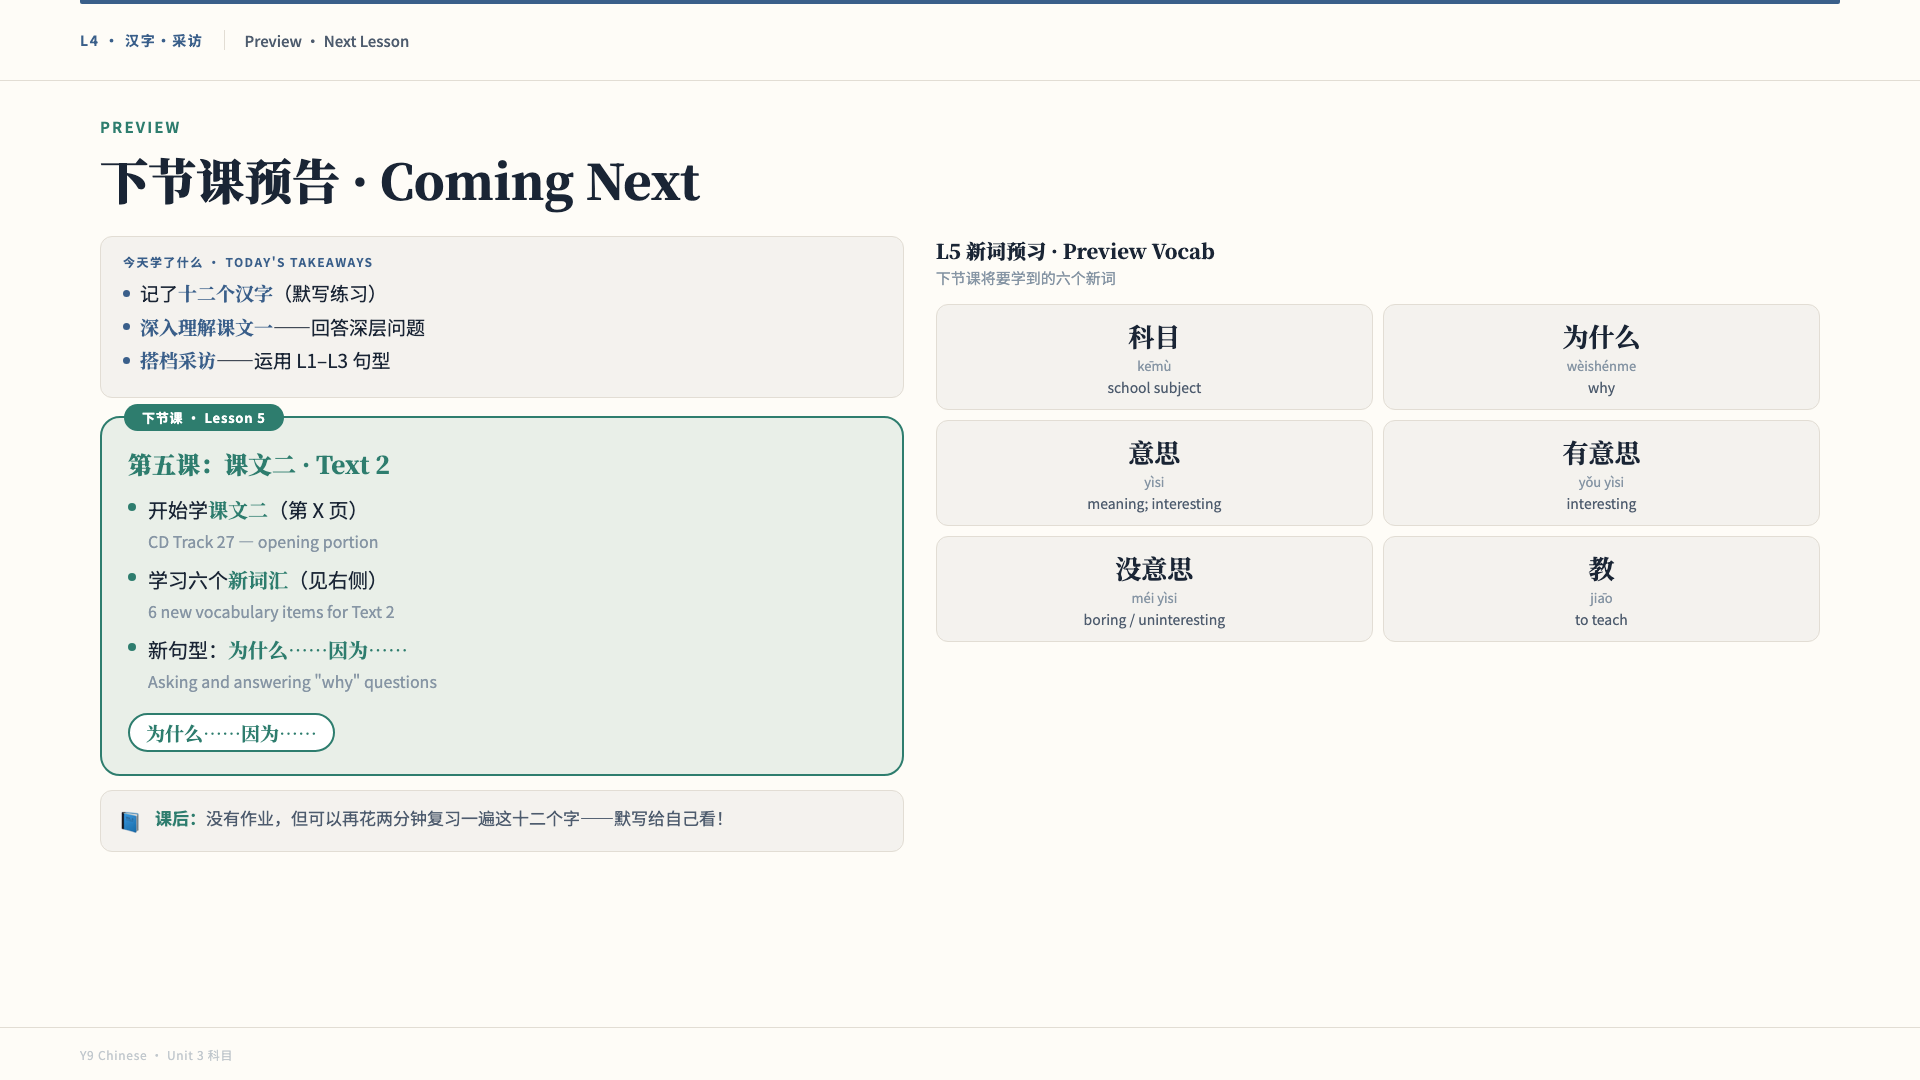 L4 · 汉字·采访
Preview · Next Lesson
PREVIEW
下节课预告 · Coming Next
今天学了什么 · TODAY'S TAKEAWAYS
记了十二个汉字（默写练习）
深入理解课文一——回答深层问题
搭档采访——运用 L1–L3 句型
下节课 · Lesson 5
第五课：课文二 · Text 2
开始学课文二（第 X 页）
CD Track 27 — opening portion
学习六个新词汇（见右侧）
6 new vocabulary items for Text 2
新句型：为什么……因为……
Asking and answering "why" questions
为什么……因为……
课后：没有作业，但可以再花两分钟复习一遍这十二个字——默写给自己看！
L5 新词预习 · Preview Vocab
下节课将要学到的六个新词
科目
kēmù
school subject
为什么
wèishénme
why
意思
yìsi
meaning; interesting
有意思
yǒu yìsi
interesting
没意思
méi yìsi
boring / uninteresting
教
jiāo
to teach
Y9 Chinese · Unit 3 科目